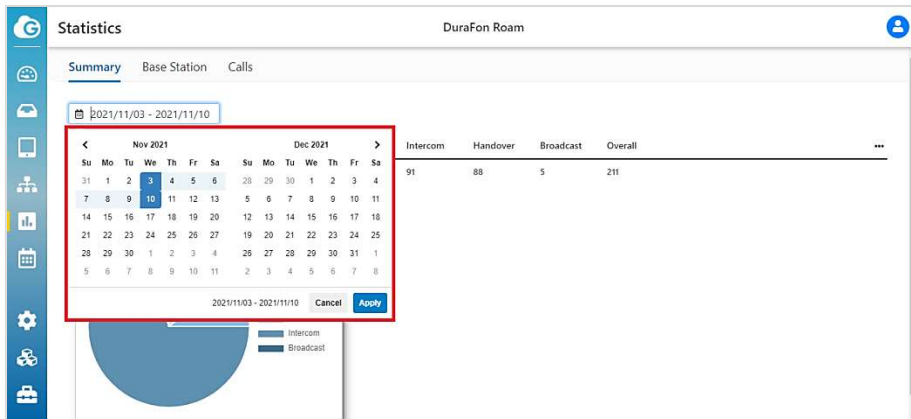 Statistics
DuraFon Roam
Summary Base Station Calls
2021/11/03 - 2021/11/10
Intercom Handover Broadcast Overall ...
91 88 5 211
Nov 2021
Su Mo Tu We Th Fr Sa
31 1 2 3 4 5 6
7 8 9 10 11 12 13
14 15 16 17 18 19 20
21 22 23 24 25 26 27
28 29 30 1 2 3 4
5 6 7 8 9 10 11
Dec 2021
Su Mo Tu We Th Fr Sa
28 29 30 1 2 3 4
5 6 7 8 9 10 11
12 13 14 15 16 17 18
19 20 21 22 23 24 25
26 27 28 29 30 31 1
2 3 4 5 6 7 8
2021/11/03 - 2021/11/10 Cancel Apply
Intercom
Broadcast